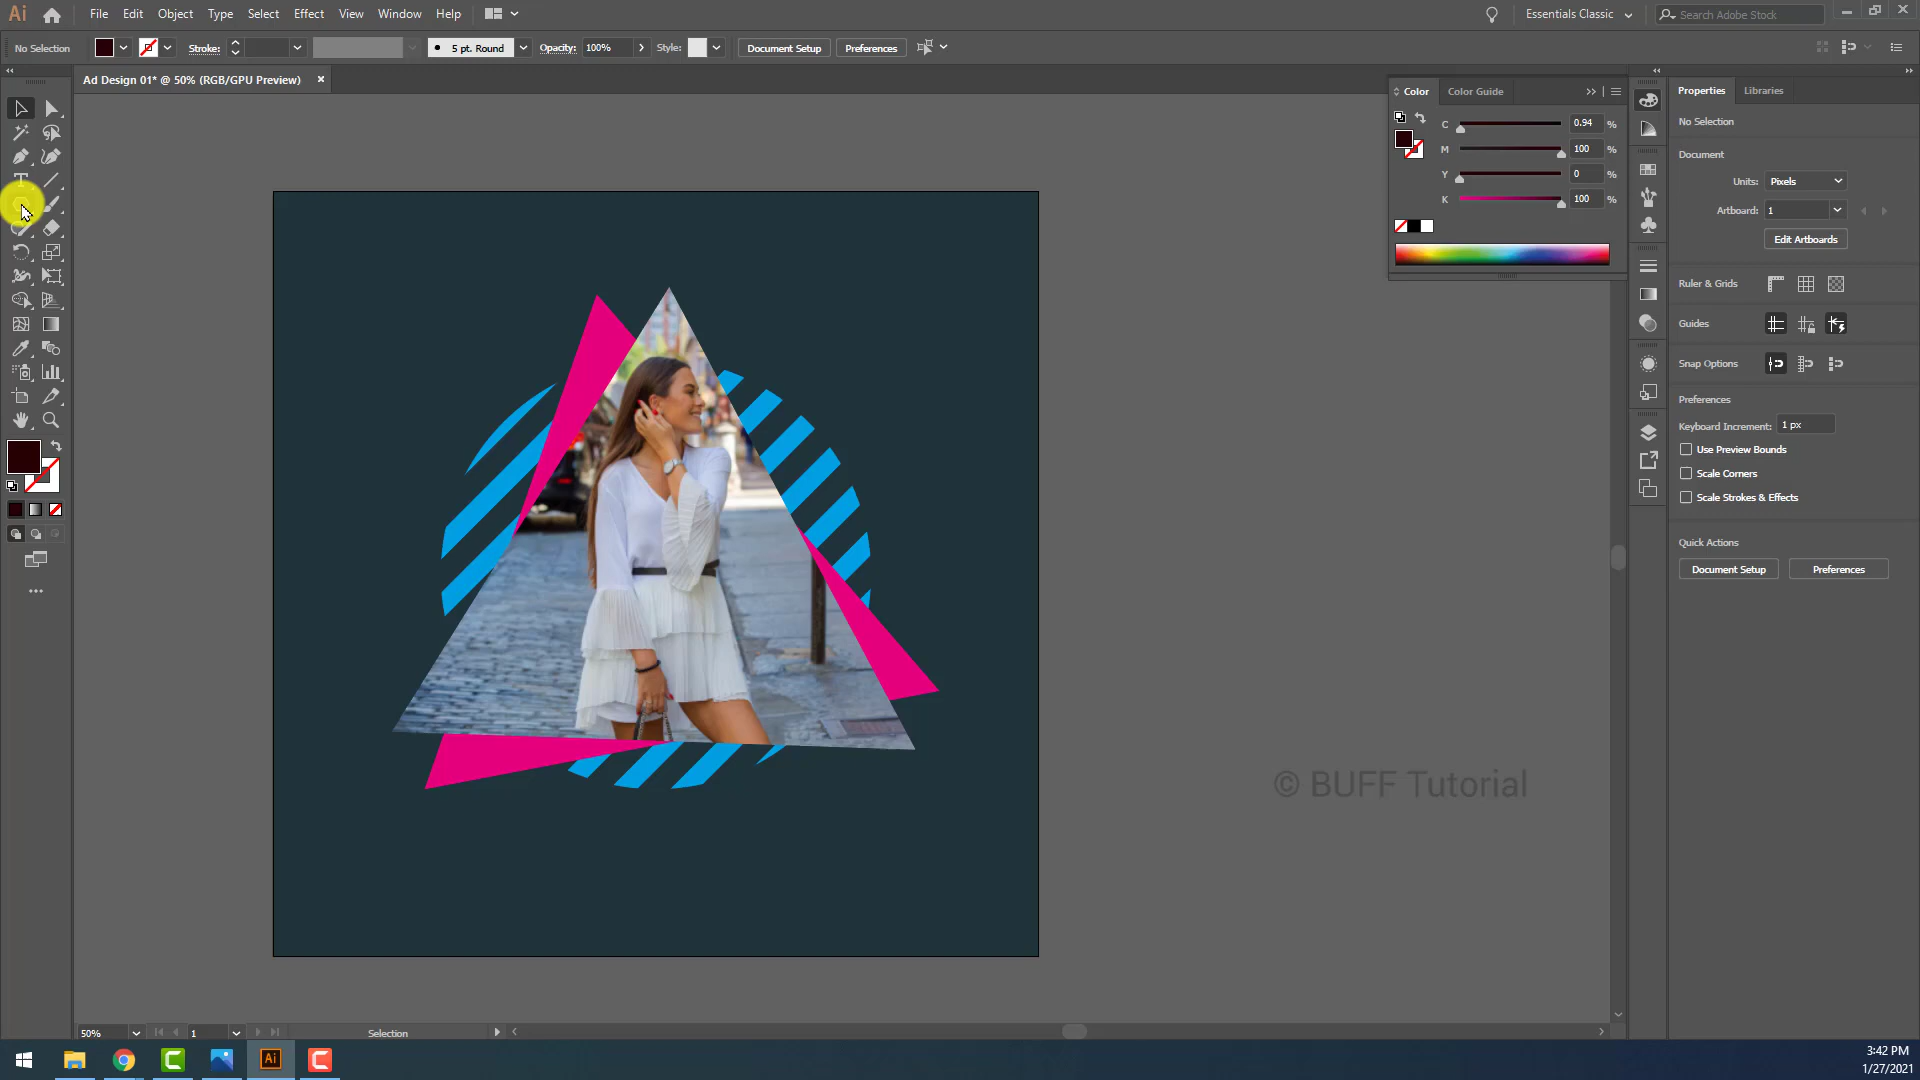 Ai File Edit Object Type Select Effect View Window Help Essentials Classic Search Adobe Stock
No Selection Stroke: 5 pt. Round Opacity: 100% Style: Document Setup Preferences
Ad Design 01* @ 50% (RGB/GPU Preview) ×
Color Color Guide
C 0.94 %
M 100 %
Y 0 %
K 100 %
Properties Libraries
No Selection
Document
Units: Pixels
Artboard: 1
Edit Artboards
Ruler & Grids
Guides
Snap Options
Preferences
Keyboard Increment: 1 px
Use Preview Bounds
Scale Corners
Scale Strokes & Effects
Quick Actions
Document Setup Preferences
© BUFF Tutorial
50% 1 Selection
Ai
3:42 PM
1/27/2021